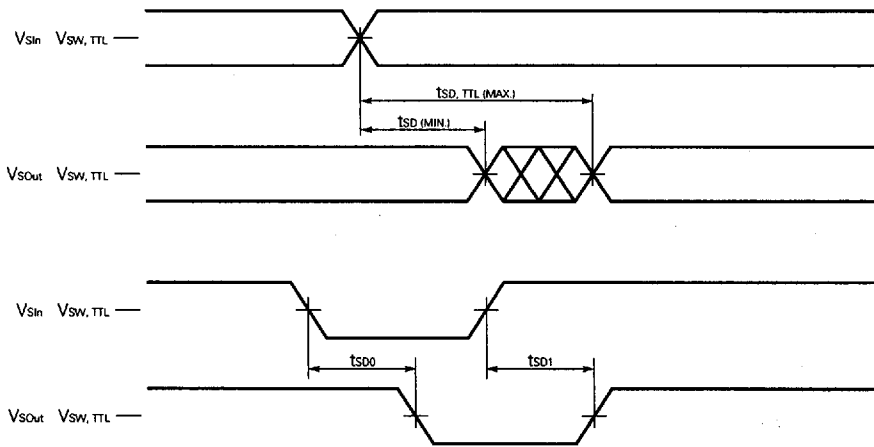 VSIn VSW, TTL
tSD, TTL (MAX.)
tSD (MIN.)
VSOut VSW, TTL
VSIn VSW, TTL
tSD0
tSD1
VSOut VSW, TTL